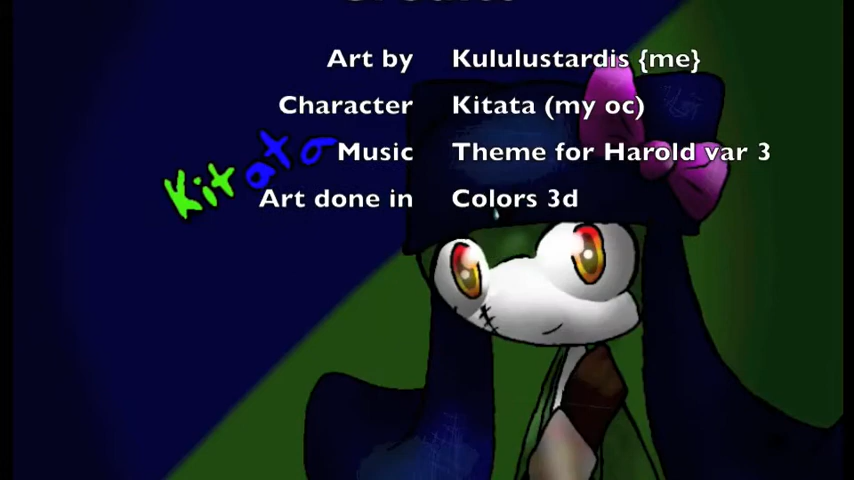 Art by Kululustardis {me}
Character Kitata (my oc)
Music Theme for Harold var 3
Art done in Colors 3d
Kitata